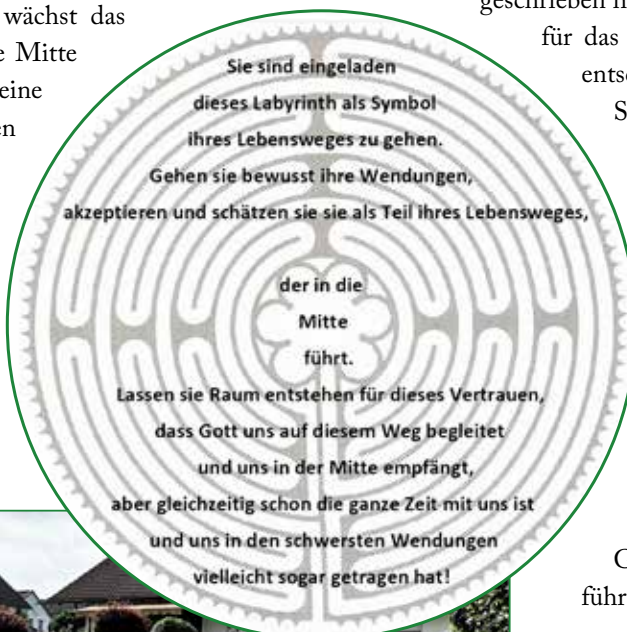 wächst das
Mitte
eine
geschrieben
für das
Sie sind eingeladen
dieses Labyrinth als Symbol
ihres Lebensweges zu gehen.
Gehen sie bewusst ihre Wendungen,
akzeptieren und schätzen sie sie als Teil ihres Lebensweges,
der in die
Mitte
führt.
Lassen sie Raum entstehen für dieses Vertrauen,
dass Gott uns auf diesem Weg begleitet
und uns in der Mitte empfängt,
aber gleichzeitig schon die ganze Zeit mit uns ist
und uns in den schwersten Wendungen
vielleicht sogar getragen hat!